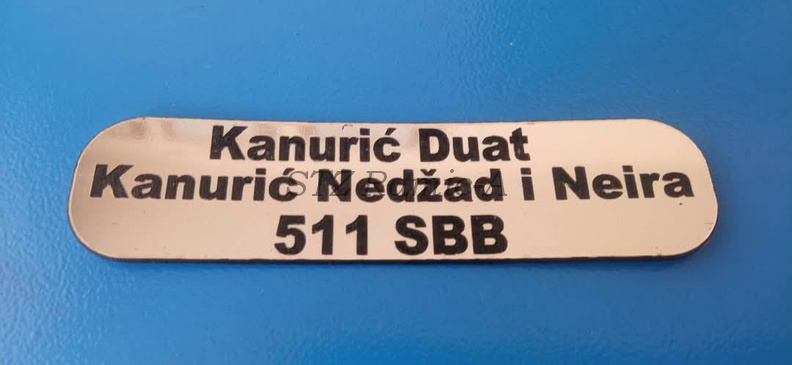 Kanurić Duat
Kanurić Nedžad i Neira
511 SBB